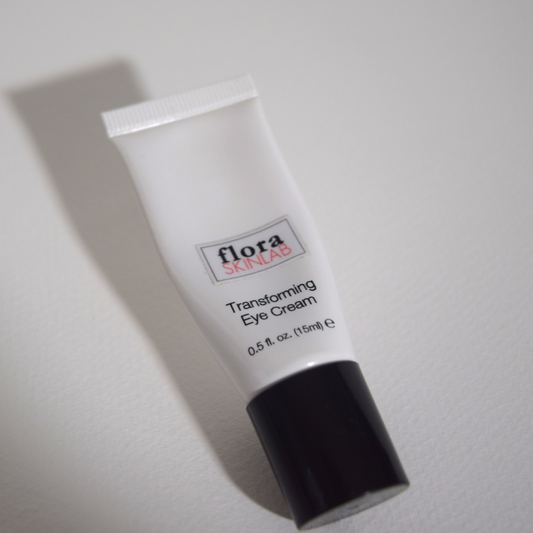 flora
SKINLAB
Transforming
Eye Cream
0.5 fl. oz. (15ml) ℮